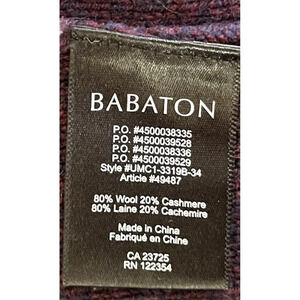 BABATON
P.O. #4500038335
P.O. #4500039528
P.O. #4500038336
P.O. #4500039529
Style #UMC1-3319B-34
Article #49487
80% Wool 20% Cashmere
80% Laine 20% Cachemire
Made in China
Fabriqué en Chine
CA 23725
RN 122354